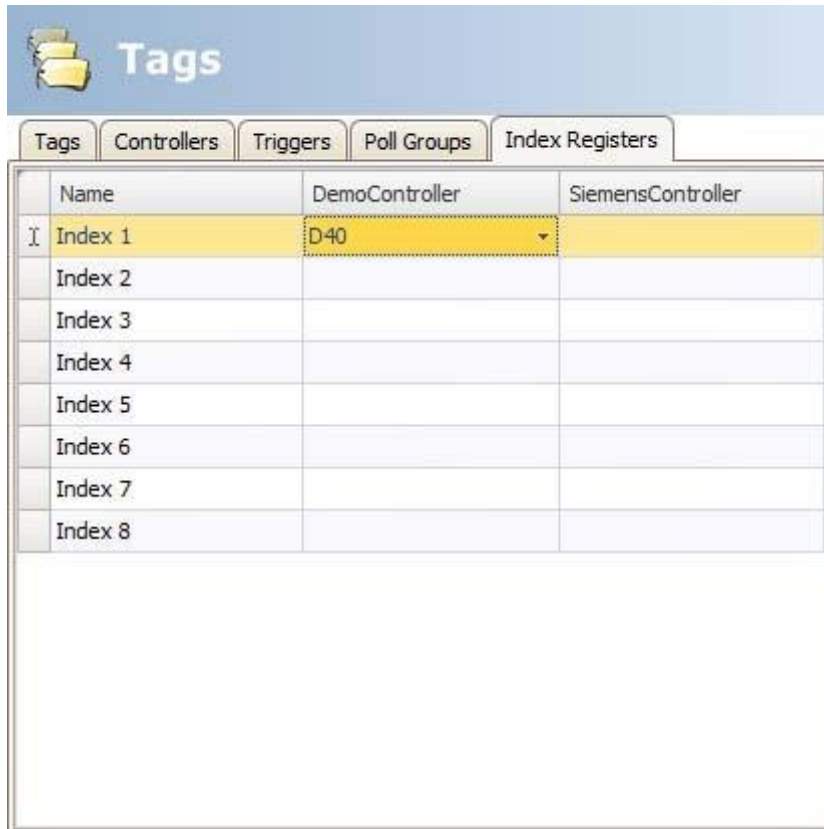 Tags
Tags Controllers Triggers Poll Groups Index Registers
Name DemoController SiemensController
Index 1 D40
Index 2
Index 3
Index 4
Index 5
Index 6
Index 7
Index 8